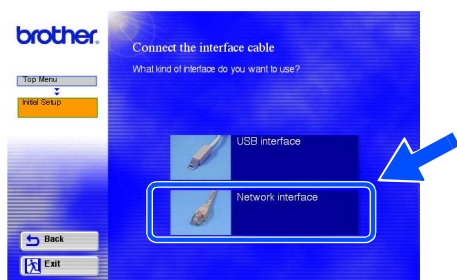 brother.
Connect the interface cable
What kind of interface do you want to use?
Top Menu
Initial Setup
USB interface
Network interface
Back
Exit